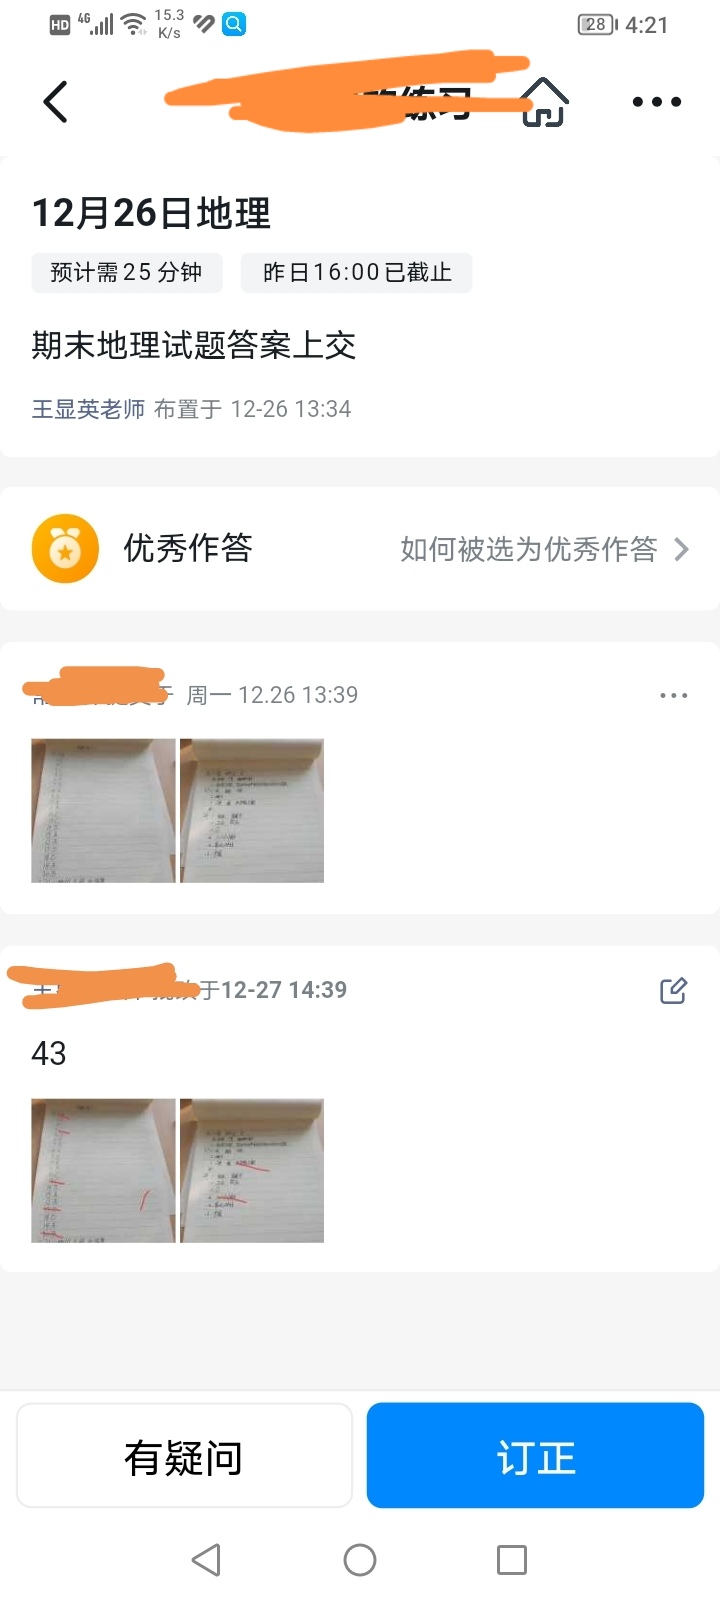 HD 4G 15.3 K/s 28 4:21
练习
12月26日地理
预计需25分钟 昨日16:00已截止
期末地理试题答案上交
王显英老师 布置于 12-26 13:34
优秀作答 如何被选为优秀作答
周一 12.26 13:39
于12-27 14:39
43
有疑问 订正